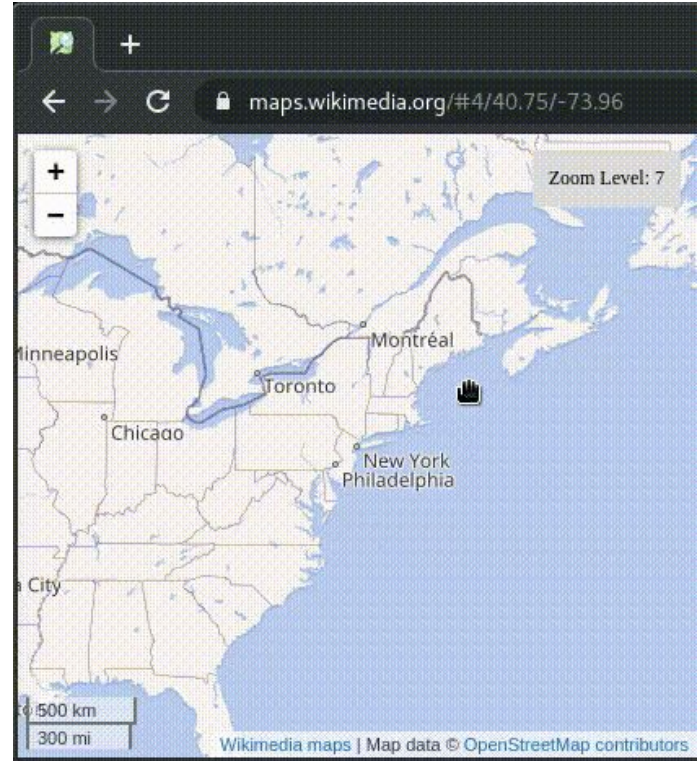 +
maps.wikimedia.org/#4/40.75/-73.96
+
−
Zoom Level: 7
Montréal
Minneapolis
Toronto
Chicago
New York
Philadelphia
City
500 km
300 mi
Wikimedia maps | Map data © OpenStreetMap contributors